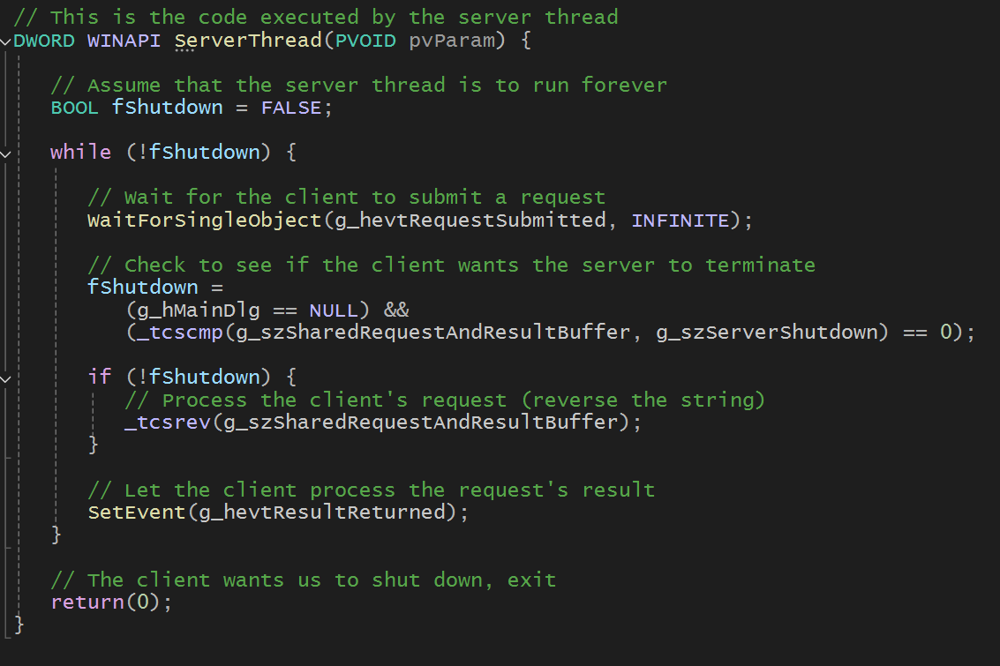 // This is the code executed by the server thread
DWORD WINAPI ServerThread(PVOID pvParam) {
// Assume that the server thread is to run forever
BOOL fShutdown = FALSE;
while (!fShutdown) {
// Wait for the client to submit a request
WaitForSingleObject(g_hevtRequestSubmitted, INFINITE);
// Check to see if the client wants the server to terminate
fShutdown =
(g_hMainDlg == NULL) &&
(_tcscmp(g_szSharedRequestAndResultBuffer, g_szServerShutdown) == 0);
if (!fShutdown) {
// Process the client's request (reverse the string)
_tcsrev(g_szSharedRequestAndResultBuffer);
}
// Let the client process the request's result
SetEvent(g_hevtResultReturned);
}
// The client wants us to shut down, exit
return(0);
}